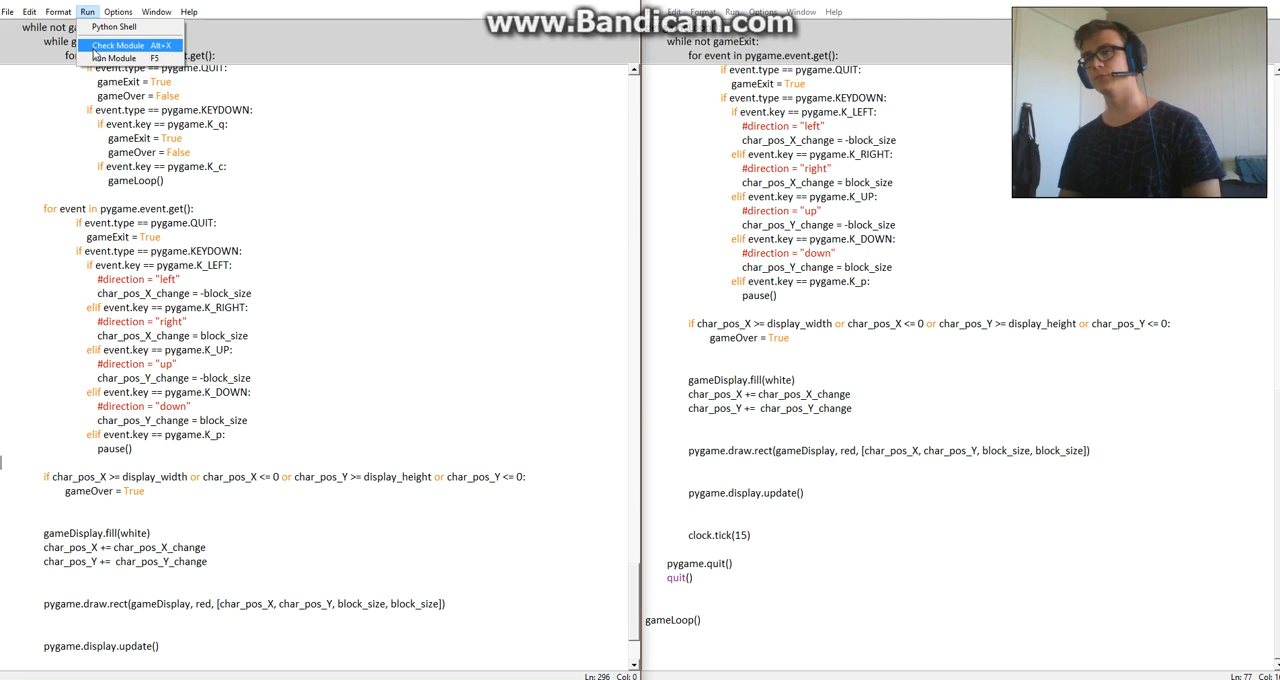 www.Bandicam.com
File Edit Format Run Options Window Help
Python Shell
Check Module Alt+X
Run Module F5
while not ga
while g
for
get():
if event.type == pygame.QUIT:
gameExit = True
gameOver = False
if event.type == pygame.KEYDOWN:
if event.key == pygame.K_q:
gameExit = True
gameOver = False
if event.key == pygame.K_c:
gameLoop()
for event in pygame.event.get():
if event.type == pygame.QUIT:
gameExit = True
if event.type == pygame.KEYDOWN:
if event.key == pygame.K_LEFT:
#direction = "left"
char_pos_X_change = -block_size
elif event.key == pygame.K_RIGHT:
#direction = "right"
char_pos_X_change = block_size
elif event.key == pygame.K_UP:
#direction = "up"
char_pos_Y_change = -block_size
elif event.key == pygame.K_DOWN:
#direction = "down"
char_pos_Y_change = block_size
elif event.key == pygame.K_p:
pause()
if char_pos_X >= display_width or char_pos_X <= 0 or char_pos_Y >= display_height or char_pos_Y <= 0:
gameOver = True
gameDisplay.fill(white)
char_pos_X += char_pos_X_change
char_pos_Y += char_pos_Y_change
pygame.draw.rect(gameDisplay, red, [char_pos_X, char_pos_Y, block_size, block_size])
pygame.display.update()
Ln: 296 Col: 0
Edit Format Run Options Window Help
while not gameExit:
for event in pygame.event.get():
if event.type == pygame.QUIT:
gameExit = True
if event.type == pygame.KEYDOWN:
if event.key == pygame.K_LEFT:
#direction = "left"
char_pos_X_change = -block_size
elif event.key == pygame.K_RIGHT:
#direction = "right"
char_pos_X_change = block_size
elif event.key == pygame.K_UP:
#direction = "up"
char_pos_Y_change = -block_size
elif event.key == pygame.K_DOWN:
#direction = "down"
char_pos_Y_change = block_size
elif event.key == pygame.K_p:
pause()
if char_pos_X >= display_width or char_pos_X <= 0 or char_pos_Y >= display_height or char_pos_Y <= 0:
gameOver = True
gameDisplay.fill(white)
char_pos_X += char_pos_X_change
char_pos_Y += char_pos_Y_change
pygame.draw.rect(gameDisplay, red, [char_pos_X, char_pos_Y, block_size, block_size])
pygame.display.update()
clock.tick(15)
pygame.quit()
quit()
gameLoop()
Ln: 77 Col: